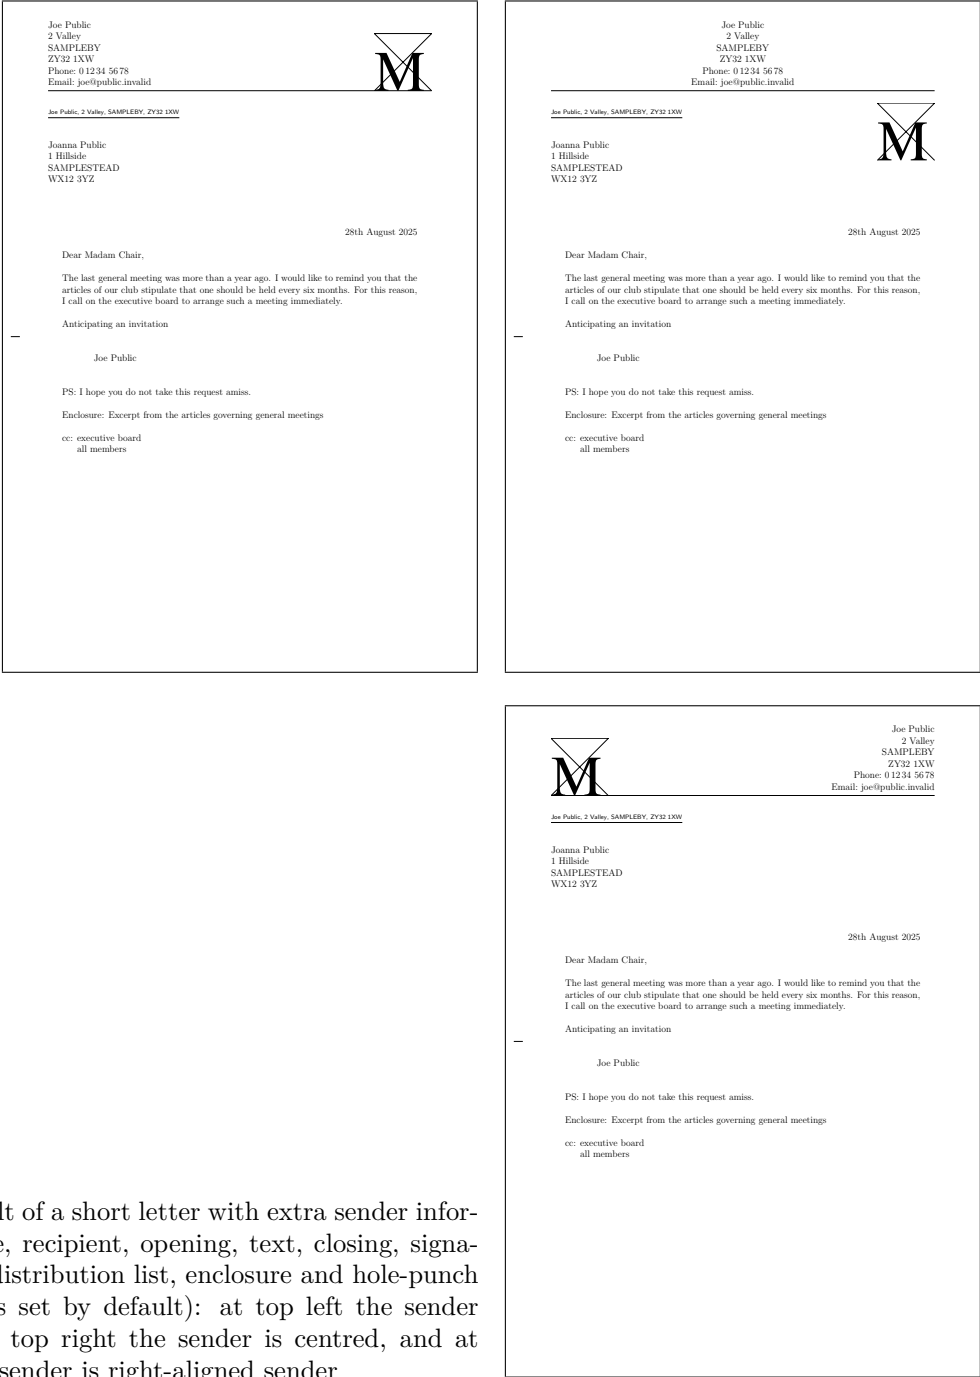 Joe Public
2 Valley
SAMPLEBY
ZY32 1XW
Phone: 0 12 34 56 78
Email: joe@public.invalid
M
Joe Public, 2 Valley, SAMPLEBY, ZY32 1XW
Joanna Public
1 Hillside
SAMPLESTEAD
WX12 3YZ
28th August 2025
Dear Madam Chair,
The last general meeting was more than a year ago. I would like to remind you that the
articles of our club stipulate that one should be held every six months. For this reason,
I call on the executive board to arrange such a meeting immediately.
Anticipating an invitation
Joe Public
PS: I hope you do not take this request amiss.
Enclosure: Excerpt from the articles governing general meetings
cc: executive board
all members
Joe Public
2 Valley
SAMPLEBY
ZY32 1XW
Phone: 0 12 34 56 78
Email: joe@public.invalid
Joe Public, 2 Valley, SAMPLEBY, ZY32 1XW
M
Joanna Public
1 Hillside
SAMPLESTEAD
WX12 3YZ
28th August 2025
Dear Madam Chair,
The last general meeting was more than a year ago. I would like to remind you that the
articles of our club stipulate that one should be held every six months. For this reason,
I call on the executive board to arrange such a meeting immediately.
Anticipating an invitation
Joe Public
PS: I hope you do not take this request amiss.
Enclosure: Excerpt from the articles governing general meetings
cc: executive board
all members
Joe Public
2 Valley
SAMPLEBY
ZY32 1XW
Phone: 0 12 34 56 78
Email: joe@public.invalid
M
Joe Public, 2 Valley, SAMPLEBY, ZY32 1XW
Joanna Public
1 Hillside
SAMPLESTEAD
WX12 3YZ
28th August 2025
Dear Madam Chair,
The last general meeting was more than a year ago. I would like to remind you that the
articles of our club stipulate that one should be held every six months. For this reason,
I call on the executive board to arrange such a meeting immediately.
Anticipating an invitation
Joe Public
PS: I hope you do not take this request amiss.
Enclosure: Excerpt from the articles governing general meetings
cc: executive board
all members
lt of a short letter with extra sender infor-
e, recipient, opening, text, closing, signa-
distribution list, enclosure and hole-punch
s set by default): at top left the sender
top right the sender is centred, and at
sender is right-aligned sender